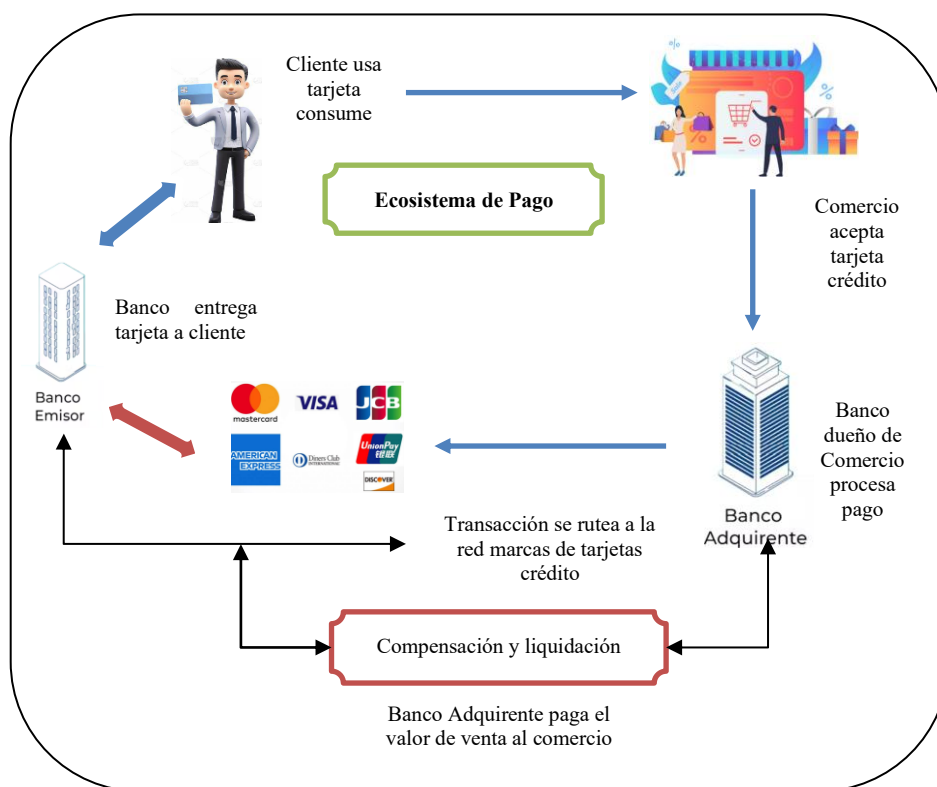 Cliente usa
tarjeta
consume
Ecosistema de Pago
Comercio
acepta
tarjeta
crédito
Banco entrega
tarjeta a cliente
Banco
Emisor
mastercard
VISA
JCB
AMERICAN
EXPRESS
Diners Club
INTERNATIONAL
UnionPay
银联
DISCOVER
Banco
dueño de
Comercio
procesa
pago
Banco
Adquirente
Transacción se rutea a la
red marcas de tarjetas
crédito
Compensación y liquidación
Banco Adquirente paga el
valor de venta al comercio